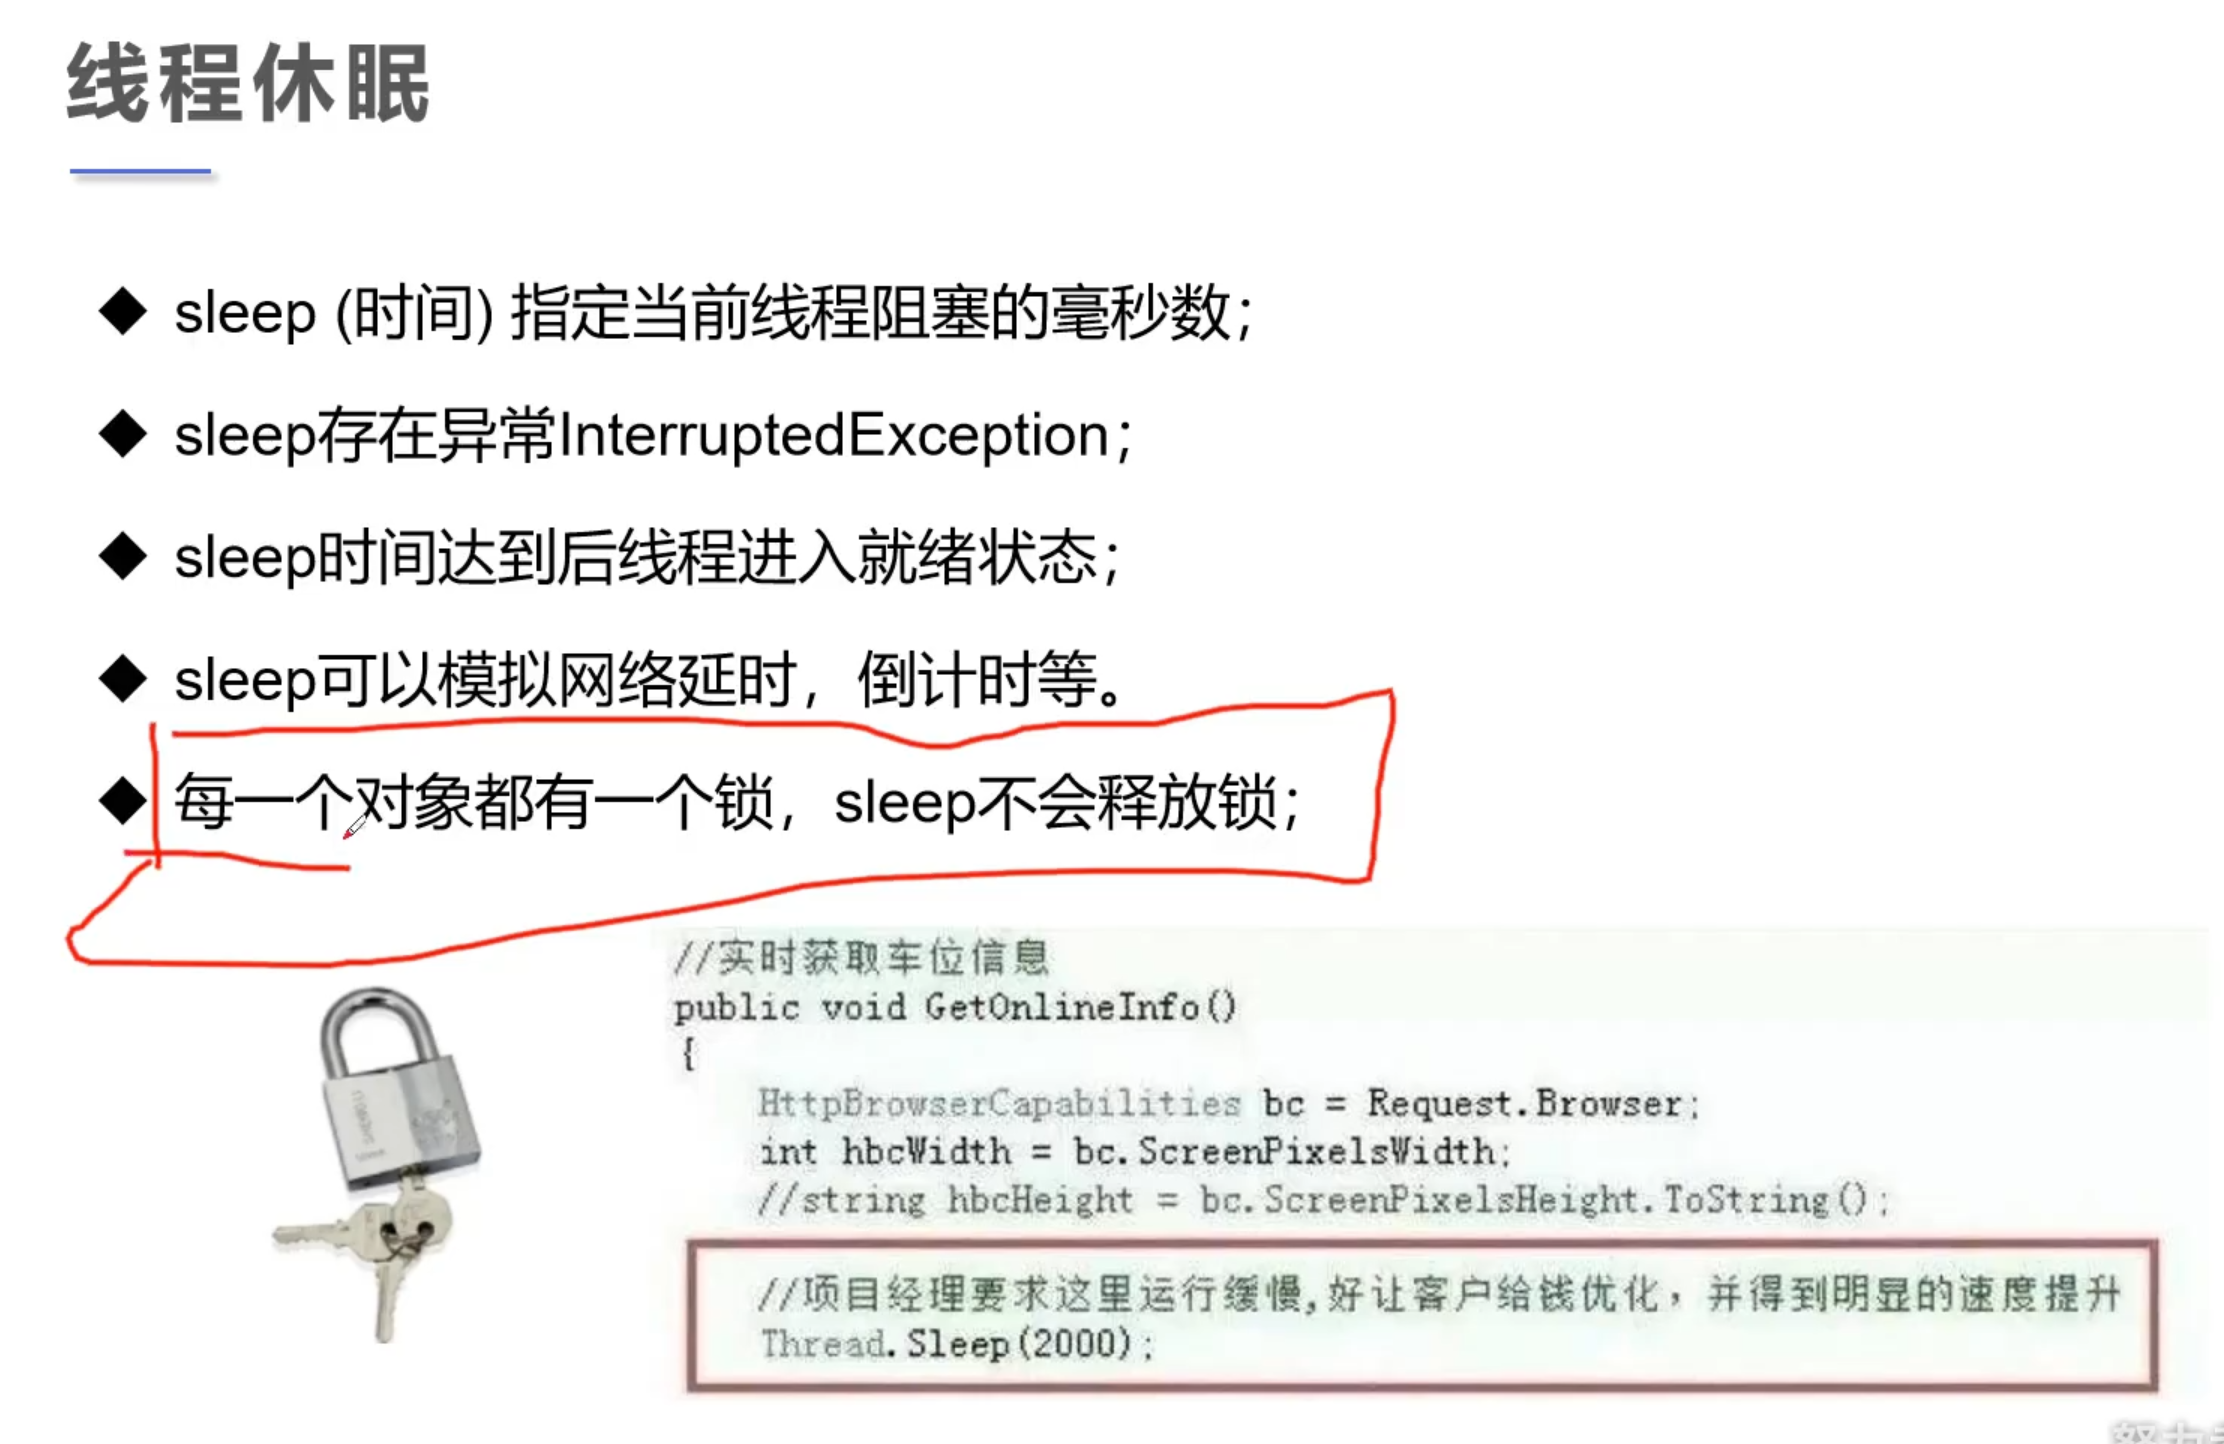 线程休眠
sleep (时间) 指定当前线程阻塞的毫秒数；
sleep存在异常InterruptedException；
sleep时间达到后线程进入就绪状态；
sleep可以模拟网络延时，倒计时等。
每一个对象都有一个锁，sleep不会释放锁；
//实时获取车位信息
public void GetOnlineInfo()
{
HttpBrowserCapabilities bc = Request.Browser;
int hbcWidth = bc.ScreenPixelsWidth;
//string hbcHeight = bc.ScreenPixelsHeight.ToString();
//项目经理要求这里运行缓慢,好让客户给钱优化，并得到明显的速度提升
Thread.Sleep(2000);